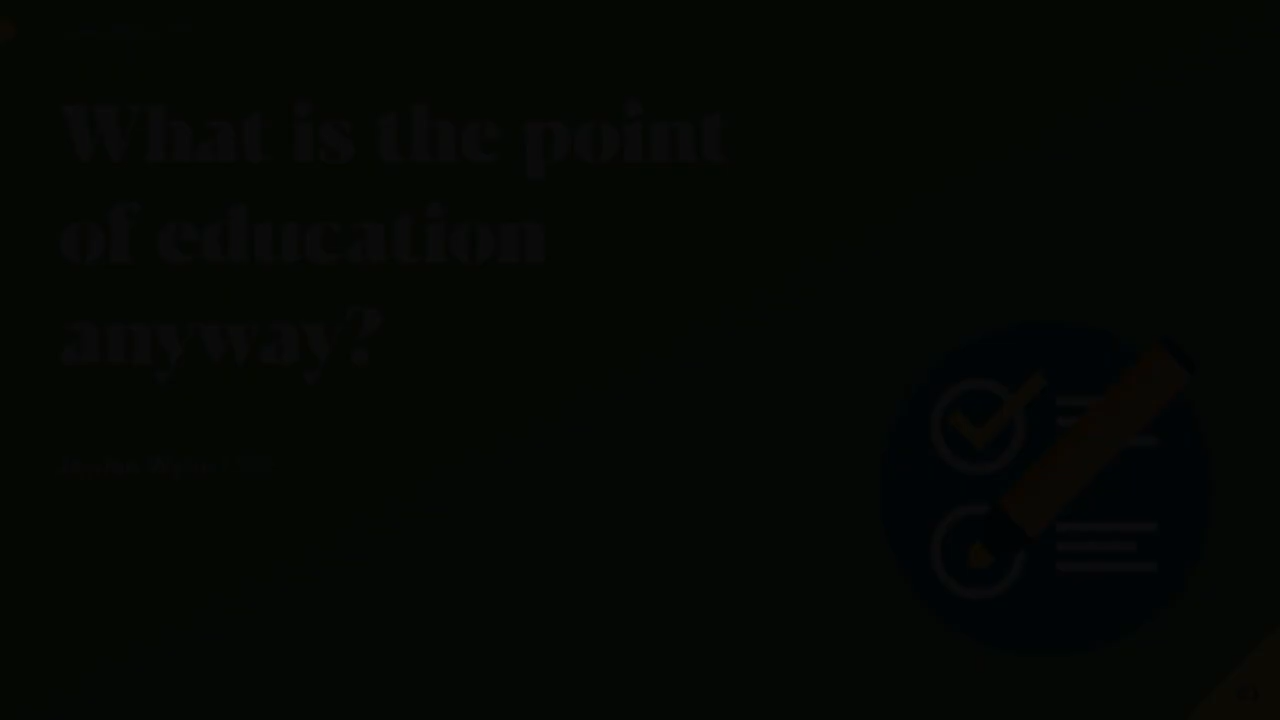 What is the point
of education
anyway?